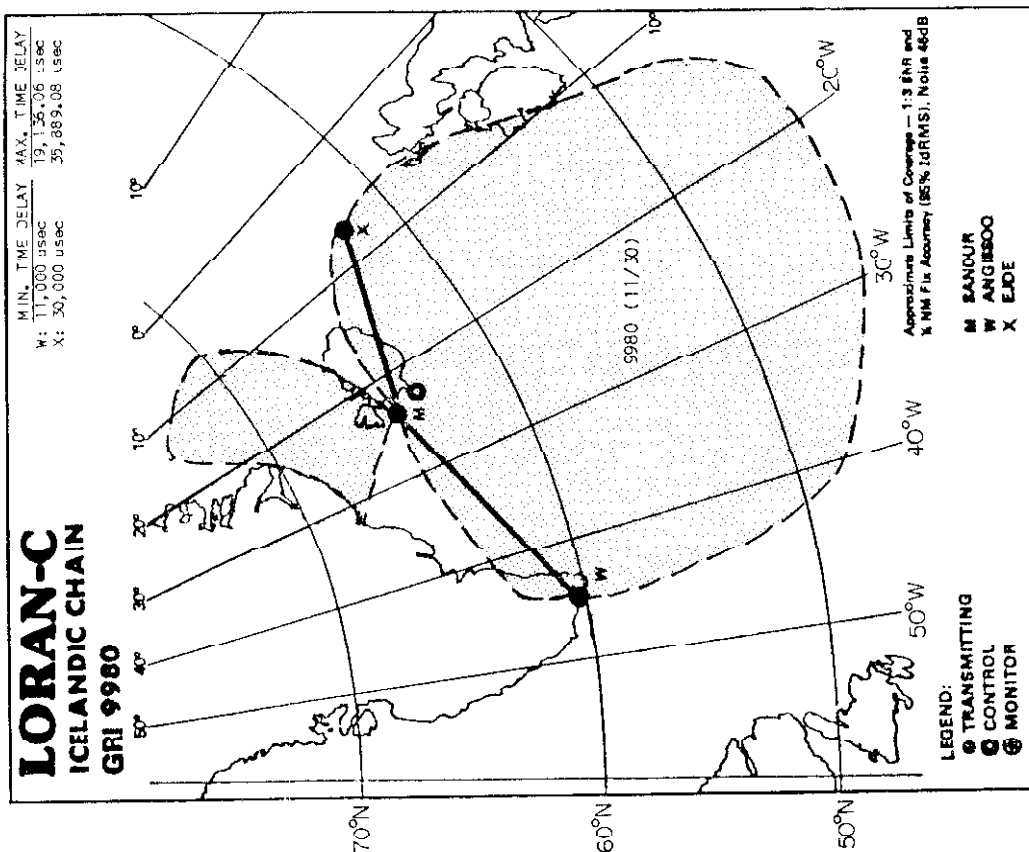 LORAN-C
ICELANDIC CHAIN
GRI 9980
MIN. TIME DELAY MAX. TIME DELAY
W: 11,000 usec 19,136.06 usec
X: 30,000 usec 35,889.08 usec
50°
40°
30°
20°
10°
0°
10°
10°
20°W
30°W
40°W
50°W
70°N
60°N
50°N
X
M
W
9980 (11/30)
LEGEND:
TRANSMITTING
CONTROL
MONITOR
Approximate Limits of Coverage — 1:3 SNR and
¼ NM Fix Accuracy (95% 2dRMS), Noise 48dB
M SANDUR
W ANGISSOQ
X EJDE